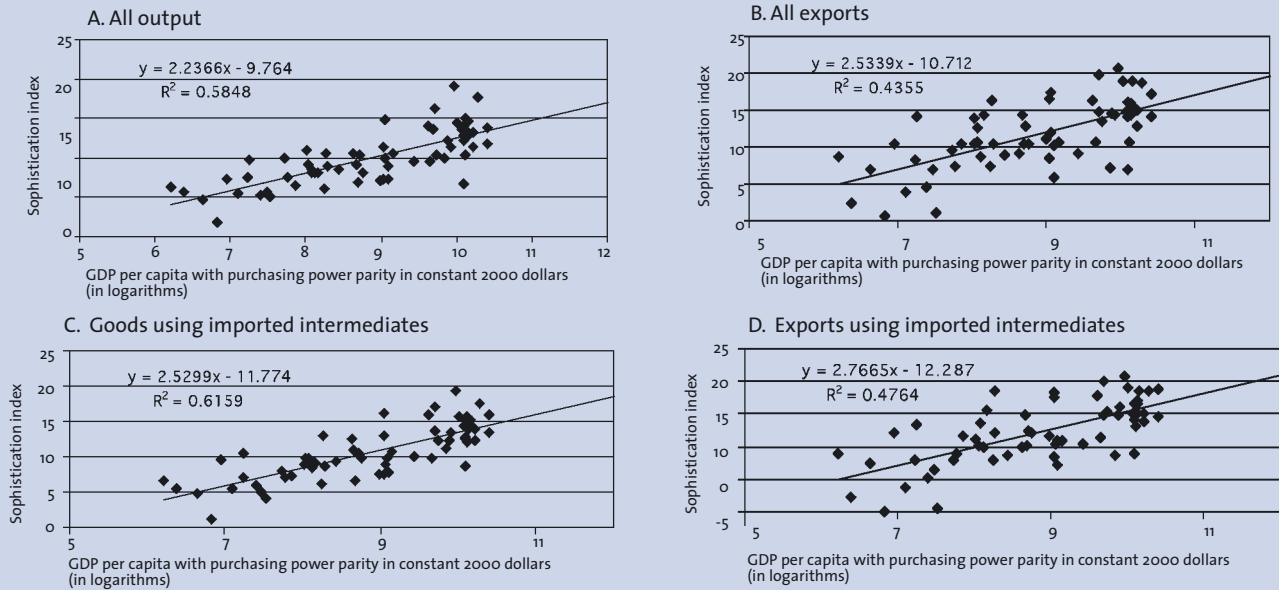 A. All output
25
20
15
10
0
Sophistication index
y = 2.2366x - 9.764
R² = 0.5848
5 6 7 8 9 10 11 12
GDP per capita with purchasing power parity in constant 2000 dollars
(in logarithms)
B. All exports
25
20
15
10
5
0
Sophistication index
y = 2.5339x - 10.712
R² = 0.4355
5 7 9 11
GDP per capita with purchasing power parity in constant 2000 dollars
(in logarithms)
C. Goods using imported intermediates
25
20
15
10
5
0
Sophistication index
y = 2.5299x - 11.774
R² = 0.6159
5 7 9 11
GDP per capita with purchasing power parity in constant 2000 dollars
(in logarithms)
D. Exports using imported intermediates
25
20
15
10
0
-5
Sophistication index
y = 2.7665x - 12.287
R² = 0.4764
5 7 9 11
GDP per capita with purchasing power parity in constant 2000 dollars
(in logarithms)